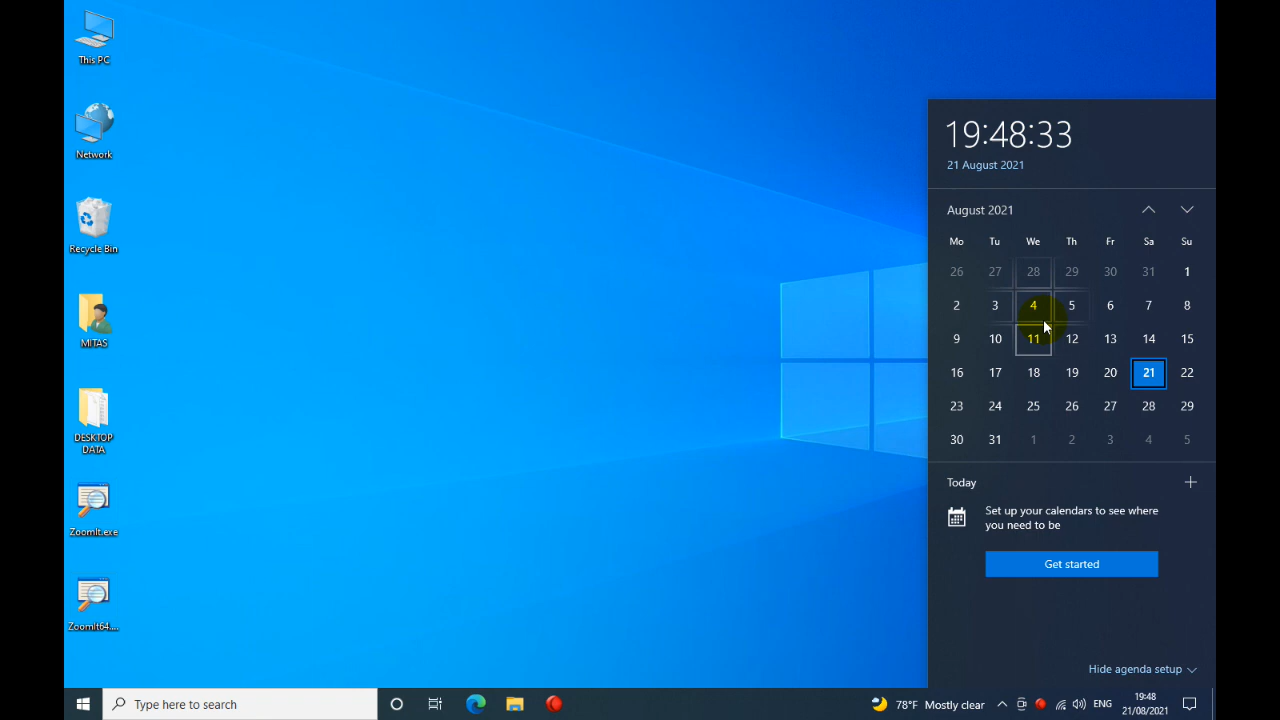 This PC
Network
Recycle Bin
MITAS
DESKTOP
DATA
ZoomIt.exe
ZoomIt64....
19:48:33
21 August 2021
August 2021
Mo Tu We Th Fr Sa Su
26 27 28 29 30 31 1
2 3 4 5 6 7 8
9 10 11 12 13 14 15
16 17 18 19 20 21 22
23 24 25 26 27 28 29
30 31 1 2 3 4 5
Today
Set up your calendars to see where
you need to be
Get started
Hide agenda setup
Type here to search
78°F Mostly clear
ENG
19:48
21/08/2021